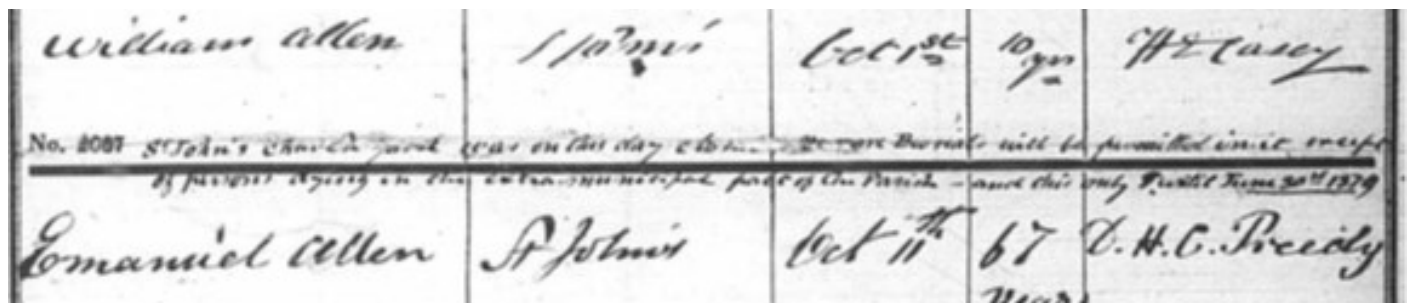 William Allen St Johns Oct 1st 10 yrs H E Casey
No. 2087 St John's Church yard was on this day closed no more Burials will be permitted in it except
of persons dying in the extra-municipal part of the Parish - and this only until June 30th 1879
Emanuel Allen St John's Oct 11th 67 D. H. C. Preedy
Years